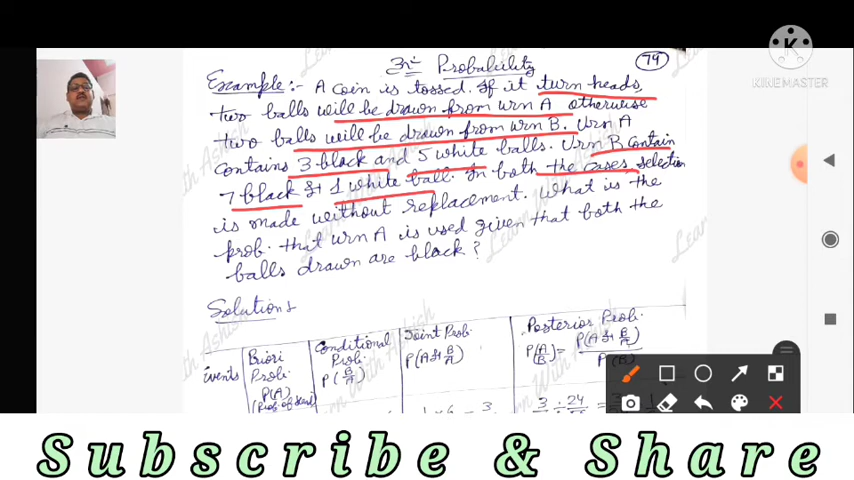 3rd Probability
79
KINEMASTER
Example:- A coin is tossed. If it turn heads,
two balls will be drawn from urn A otherwise
two balls will be drawn from urn B. Urn A
contains 3 black and 5 white balls. Urn B contain
7 black & 1 white ball. In both the cases selection
is made without replacement. What is the
prob. that urn A is used given that both the
balls drawn are black?
Solutions
Events
Priori Prob. P(A)
Conditional Prob. P(B/A)
Joint Prob. P(A & B/A)
Posterior Prob.
P(A/B) = P(A & B/A) / P(B)
Learn With Ashish
Subscribe & Share